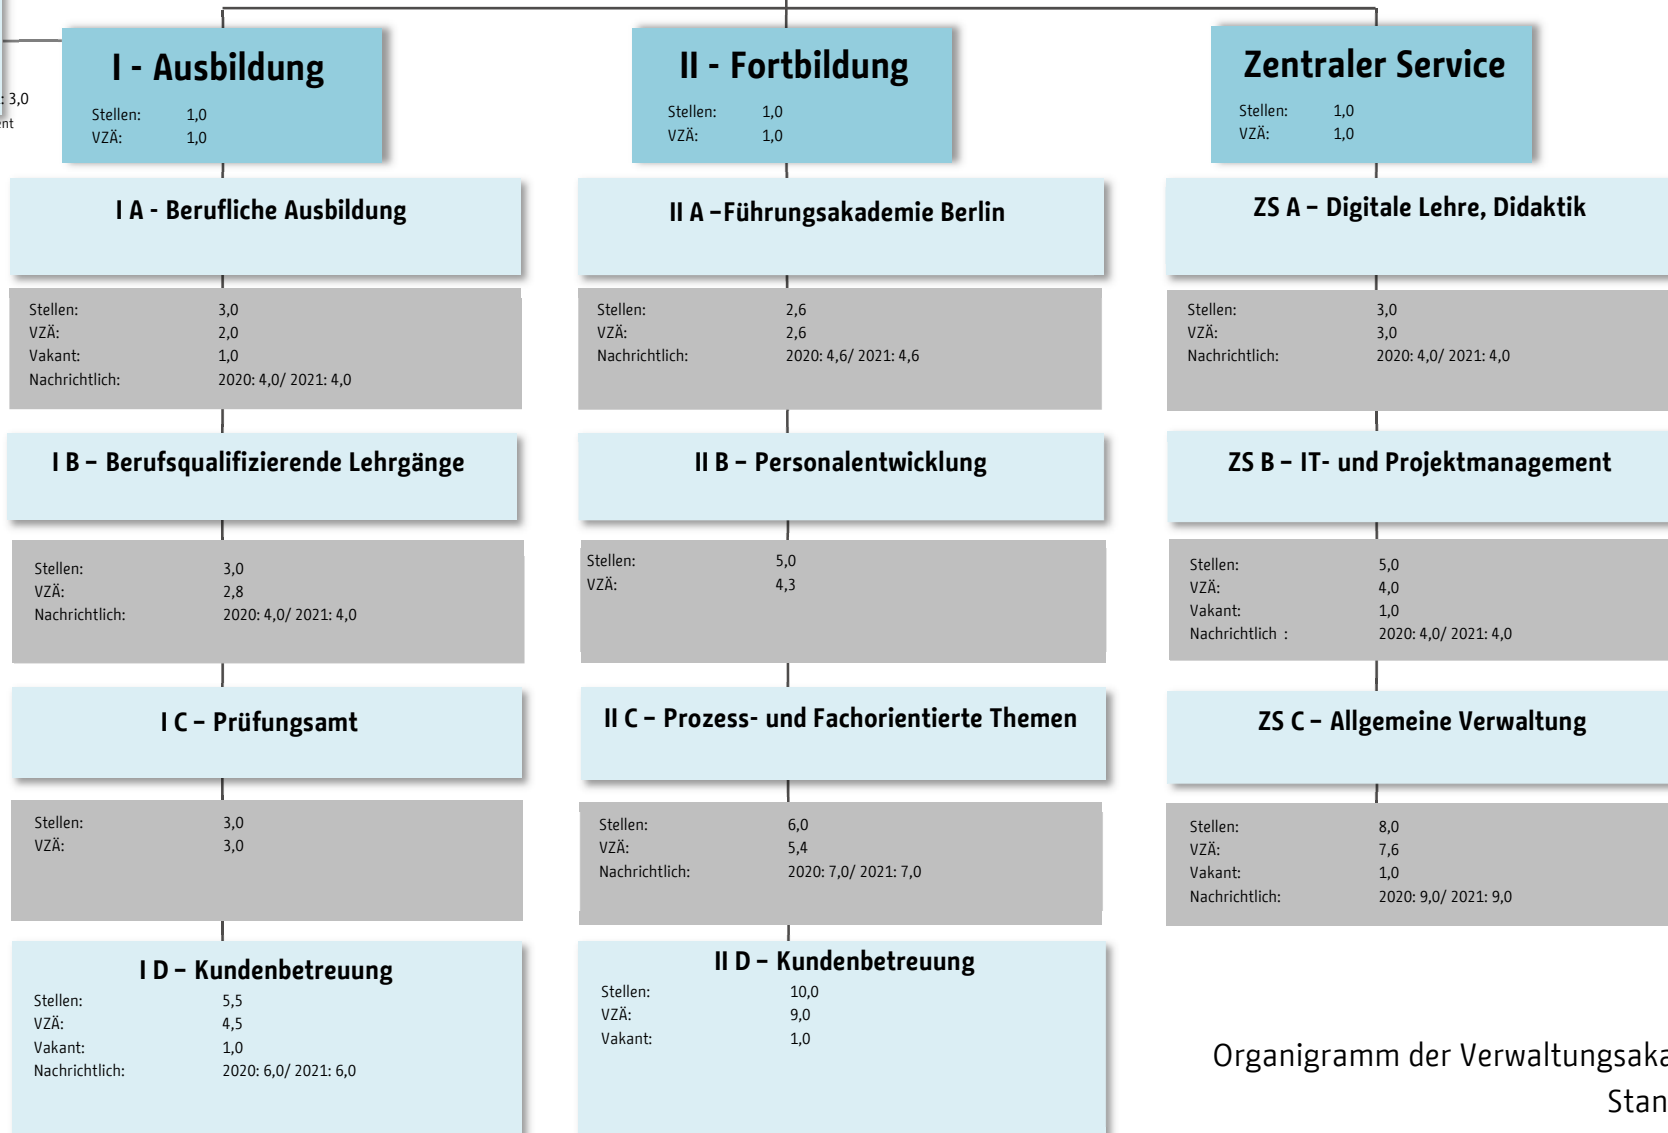 : 3,0
I - Ausbildung
Stellen: 1,0
VZÄ: 1,0
I A - Berufliche Ausbildung
Stellen: 3,0
VZÄ: 2,0
Vakant: 1,0
Nachrichtlich: 2020: 4,0/ 2021: 4,0
I B – Berufsqualifizierende Lehrgänge
Stellen: 3,0
VZÄ: 2,8
Nachrichtlich: 2020: 4,0/ 2021: 4,0
I C – Prüfungsamt
Stellen: 3,0
VZÄ: 3,0
I D – Kundenbetreuung
Stellen: 5,5
VZÄ: 4,5
Vakant: 1,0
Nachrichtlich: 2020: 6,0/ 2021: 6,0
II - Fortbildung
Stellen: 1,0
VZÄ: 1,0
II A –Führungsakademie Berlin
Stellen: 2,6
VZÄ: 2,6
Nachrichtlich: 2020: 4,6/ 2021: 4,6
II B – Personalentwicklung
Stellen: 5,0
VZÄ: 4,3
II C – Prozess- und Fachorientierte Themen
Stellen: 6,0
VZÄ: 5,4
Nachrichtlich: 2020: 7,0/ 2021: 7,0
II D – Kundenbetreuung
Stellen: 10,0
VZÄ: 9,0
Vakant: 1,0
Zentraler Service
Stellen: 1,0
VZÄ: 1,0
ZS A – Digitale Lehre, Didaktik
Stellen: 3,0
VZÄ: 3,0
Nachrichtlich: 2020: 4,0/ 2021: 4,0
ZS B – IT- und Projektmanagement
Stellen: 5,0
VZÄ: 4,0
Vakant: 1,0
Nachrichtlich : 2020: 4,0/ 2021: 4,0
ZS C – Allgemeine Verwaltung
Stellen: 8,0
VZÄ: 7,6
Vakant: 1,0
Nachrichtlich: 2020: 9,0/ 2021: 9,0
Organigramm der Verwaltungsaka
Stan